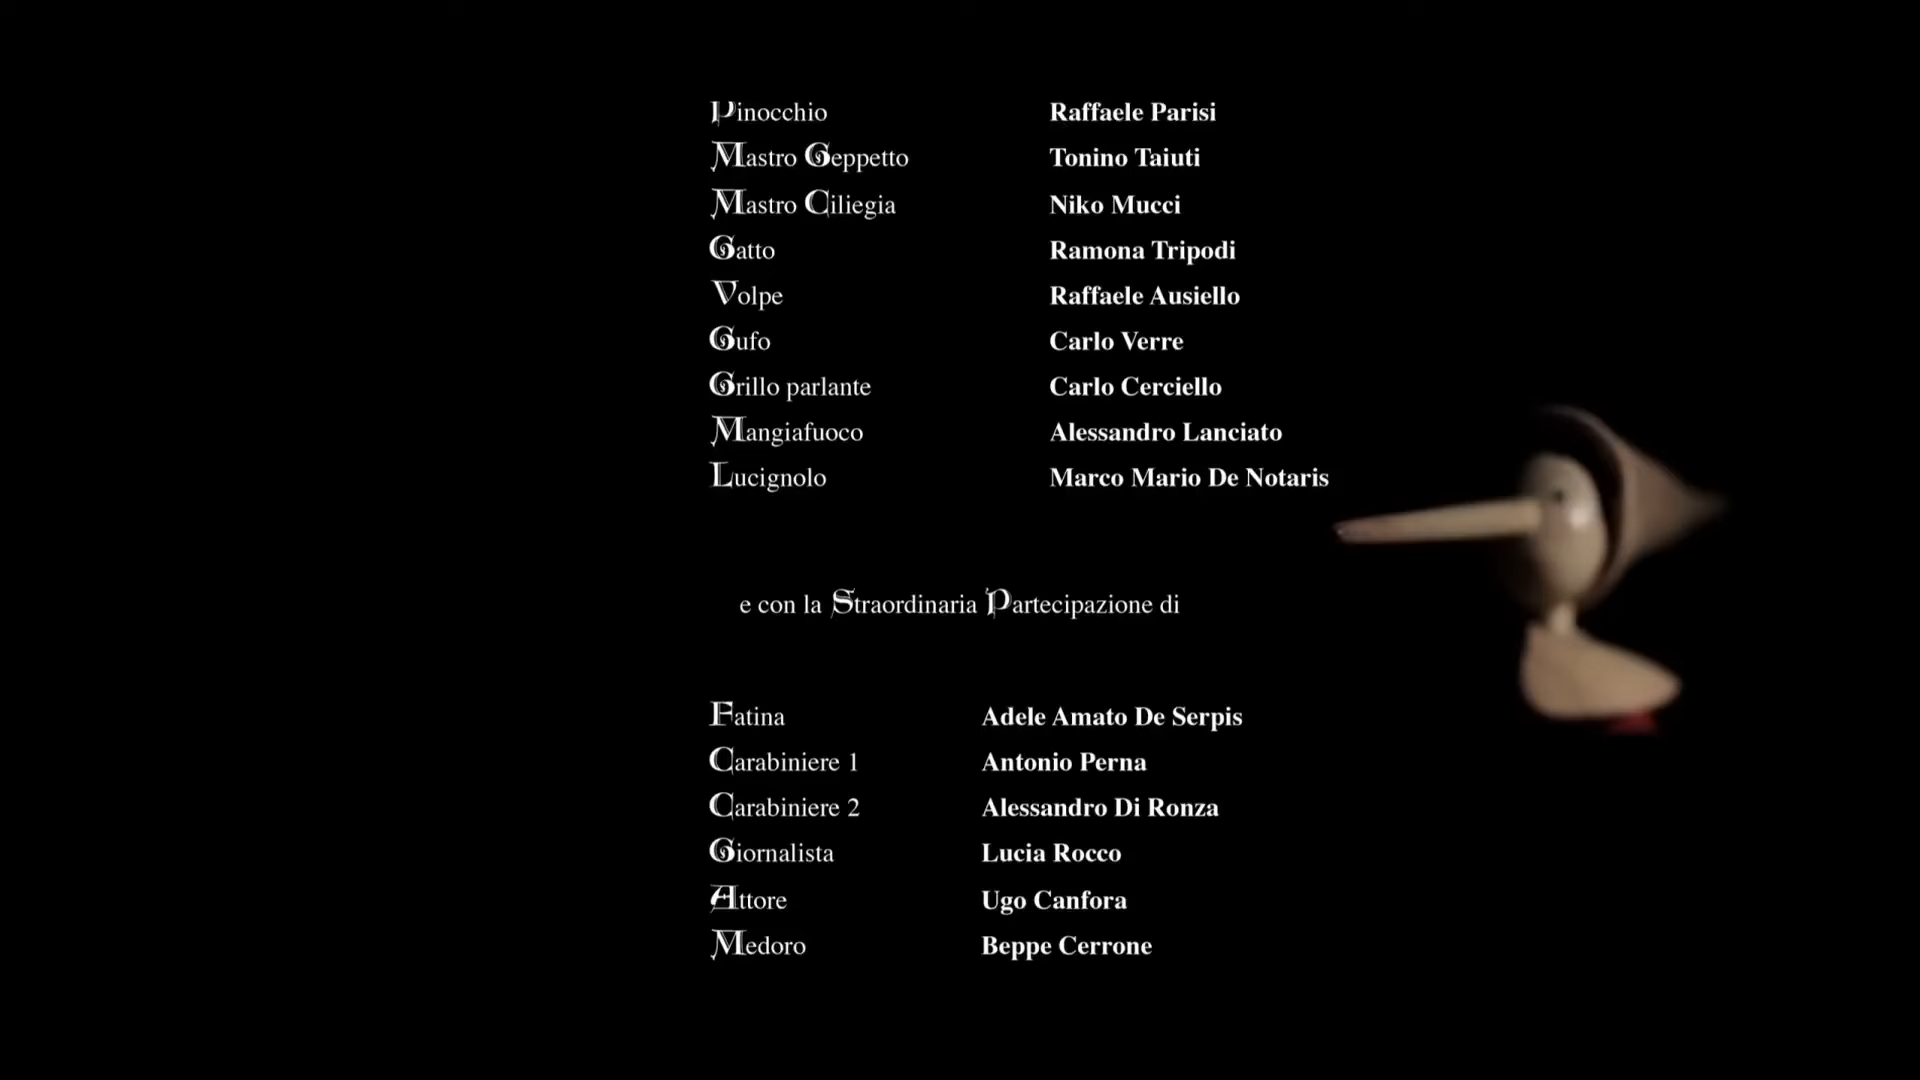 Pinocchio Raffaele Parisi
Mastro Geppetto Tonino Taiuti
Mastro Ciliegia Niko Mucci
Gatto Ramona Tripodi
Volpe Raffaele Ausiello
Gufo Carlo Verre
Grillo parlante Carlo Cerciello
Mangiafuoco Alessandro Lanciato
Lucignolo Marco Mario De Notaris
e con la Straordinaria Partecipazione di
Fatina Adele Amato De Serpis
Carabiniere 1 Antonio Perna
Carabiniere 2 Alessandro Di Ronza
Giornalista Lucia Rocco
Attore Ugo Canfora
Medoro Beppe Cerrone